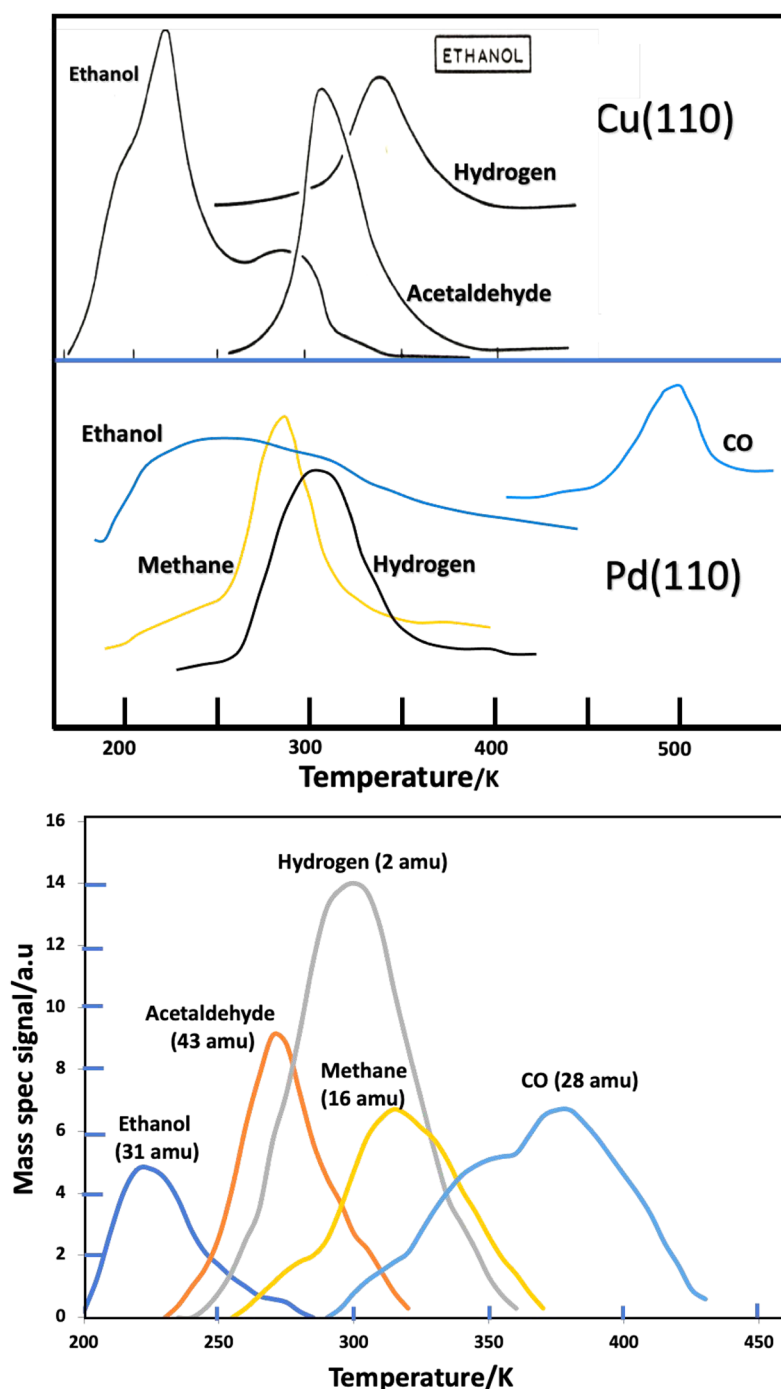 Ethanol
ETHANOL
Cu(110)
Hydrogen
Acetaldehyde
Ethanol
CO
Methane
Hydrogen
Pd(110)
200
300
400
500
Temperature/K
16
14
12
10
8
6
4
2
0
Mass spec signal/a.u
Hydrogen (2 amu)
Acetaldehyde
(43 amu)
Methane
(16 amu)
CO (28 amu)
Ethanol
(31 amu)
200
250
300
350
400
450
Temperature/K